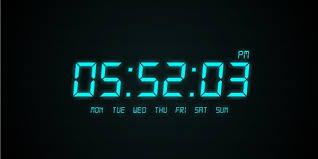 PM
05:52:03
MON TUE WED THU FRI SAT SUN